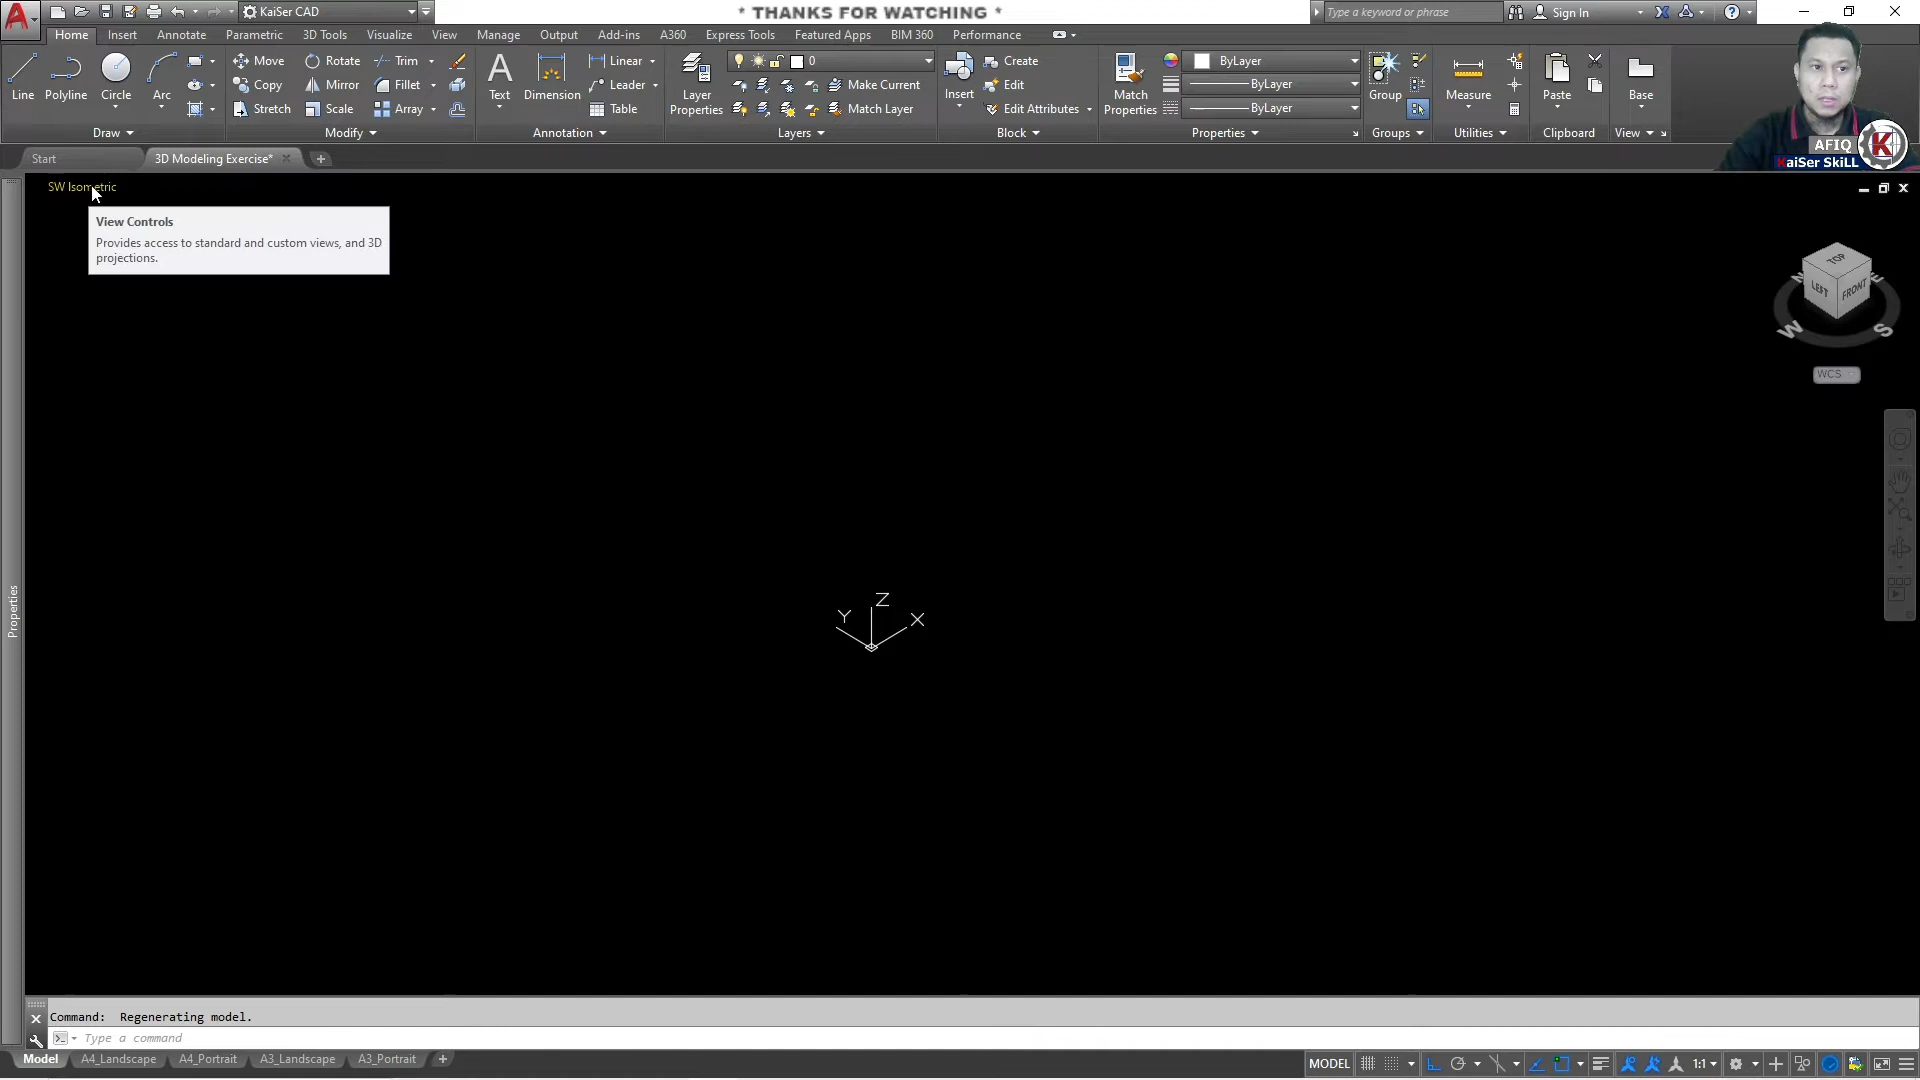 KaiSer CAD
* THANKS FOR WATCHING *
Type a keyword or phrase
Sign In
Home Insert Annotate Parametric 3D Tools Visualize View Manage Output Add-ins A360 Express Tools Featured Apps BIM 360 Performance
Move Rotate Trim Linear 0 Create ByLayer
Copy Mirror Fillet Leader Make Current Edit ByLayer
Line Polyline Circle Arc Text Dimension Layer Properties Insert Match Properties Group Measure Paste Base
Stretch Scale Array Table Match Layer Edit Attributes ByLayer
Draw Modify Annotation Layers Block Properties Groups Utilities Clipboard View
AFIQ
KaiSer SkiLL
K
Start 3D Modeling Exercise*
SW Isometric
View Controls
Provides access to standard and custom views, and 3D
projections.
TOP
LEFT FRONT
N E
W S
WCS
Z
Y X
Properties
Command: Regenerating model.
Type a command
Model A4_Landscape A4_Portrait A3_Landscape A3_Portrait
MODEL 1:1